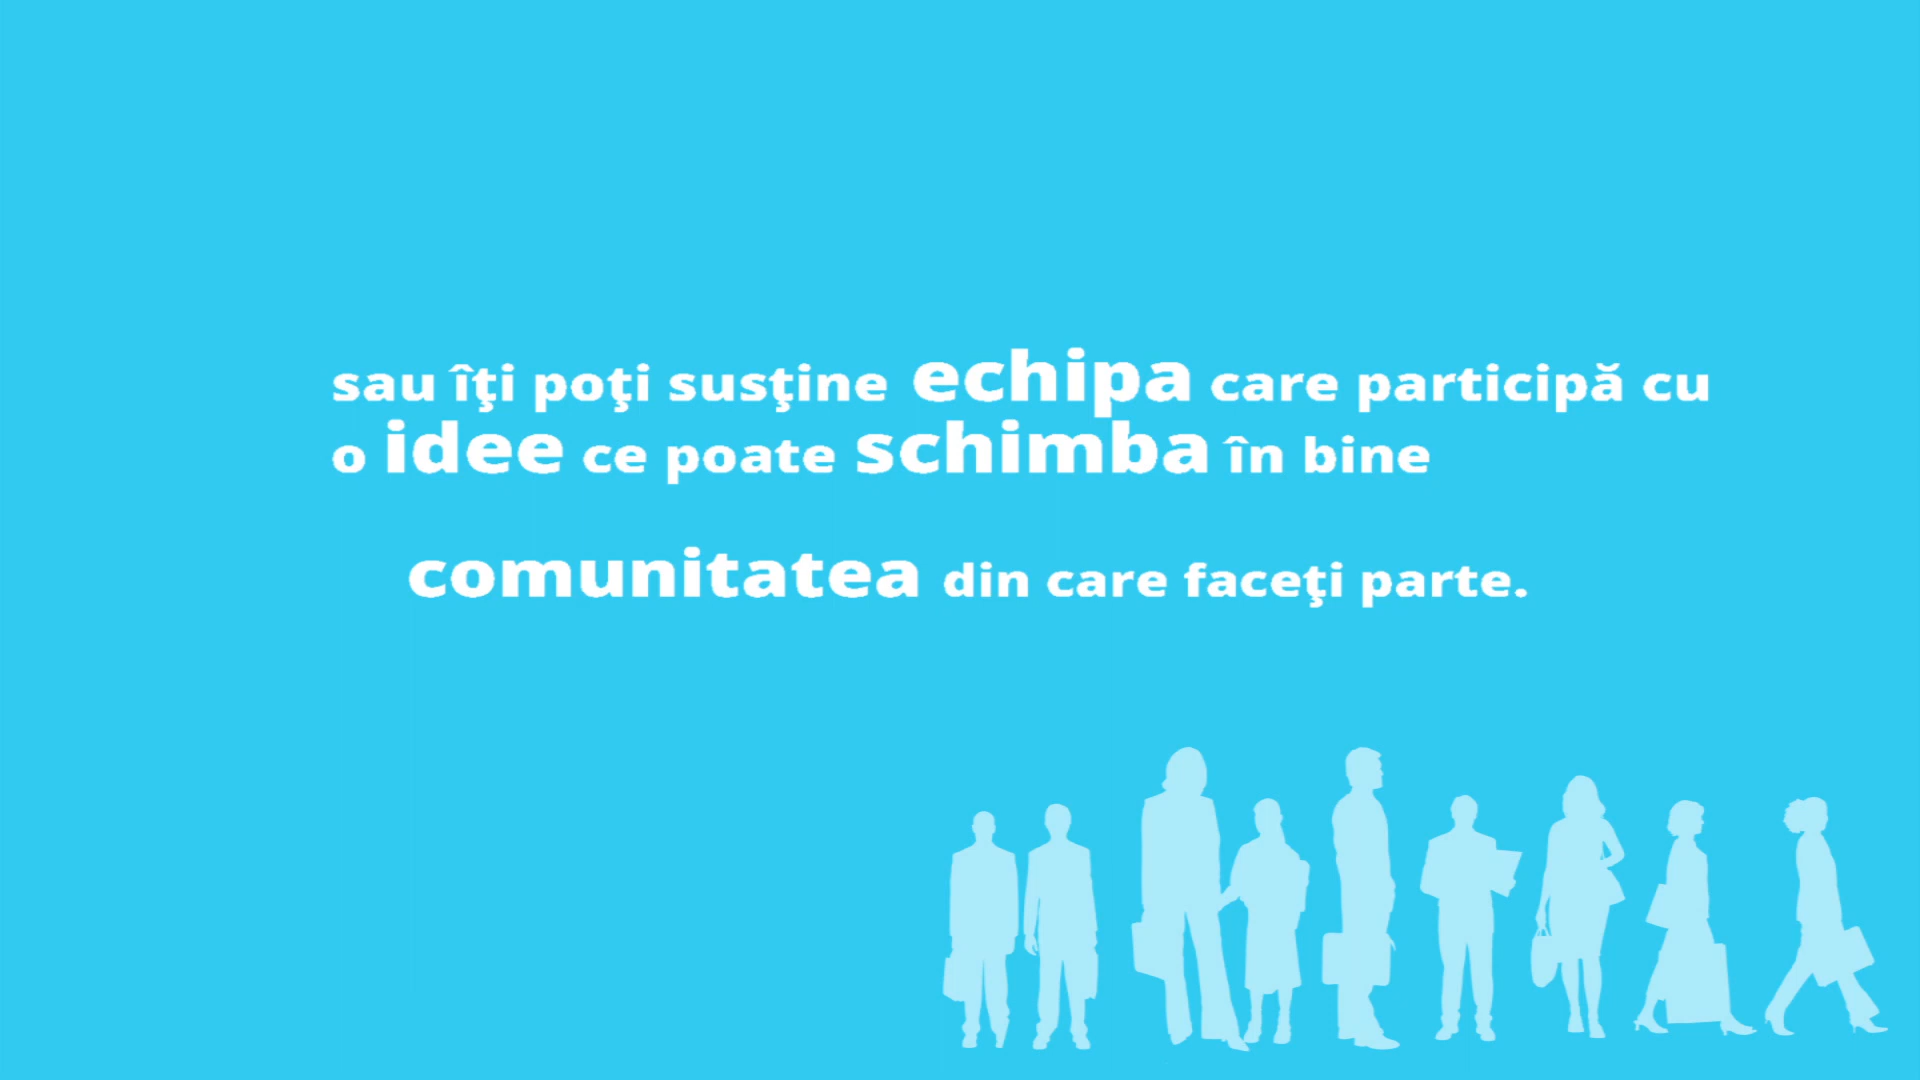 sau îţi poţi susţine echipa care participă cu
o idee ce poate schimba în bine
comunitatea din care faceţi parte.